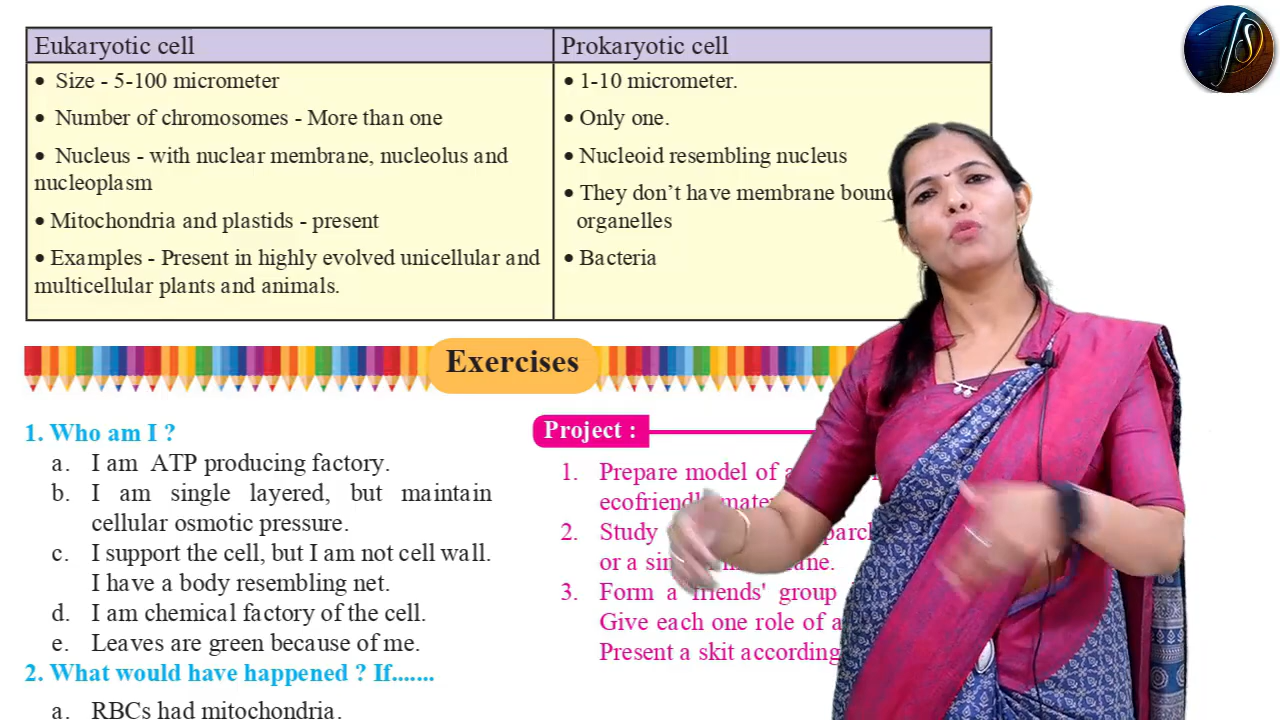 Eukaryotic cell
Prokaryotic cell
• Size - 5-100 micrometer
• 1-10 micrometer.
• Number of chromosomes - More than one
• Only one.
• Nucleus - with nuclear membrane, nucleolus and
nucleoplasm
• Nucleoid resembling nucleus
• Mitochondria and plastids - present
• They don’t have membrane
organelles
• Examples - Present in highly evolved unicellular and
multicellular plants and animals.
• Bacteria
Exercises
1. Who am I ?
a. I am ATP producing factory.
b. I am single layered, but maintain
cellular osmotic pressure.
c. I support the cell, but I am not cell wall.
I have a body resembling net.
d. I am chemical factory of the cell.
e. Leaves are green because of me.
2. What would have happened ? If.......
a. RBCs had mitochondria.
Project :
1. Prepare model of
2. Study
or a
3. Form a friends' group
Give each one role of
Present a skit